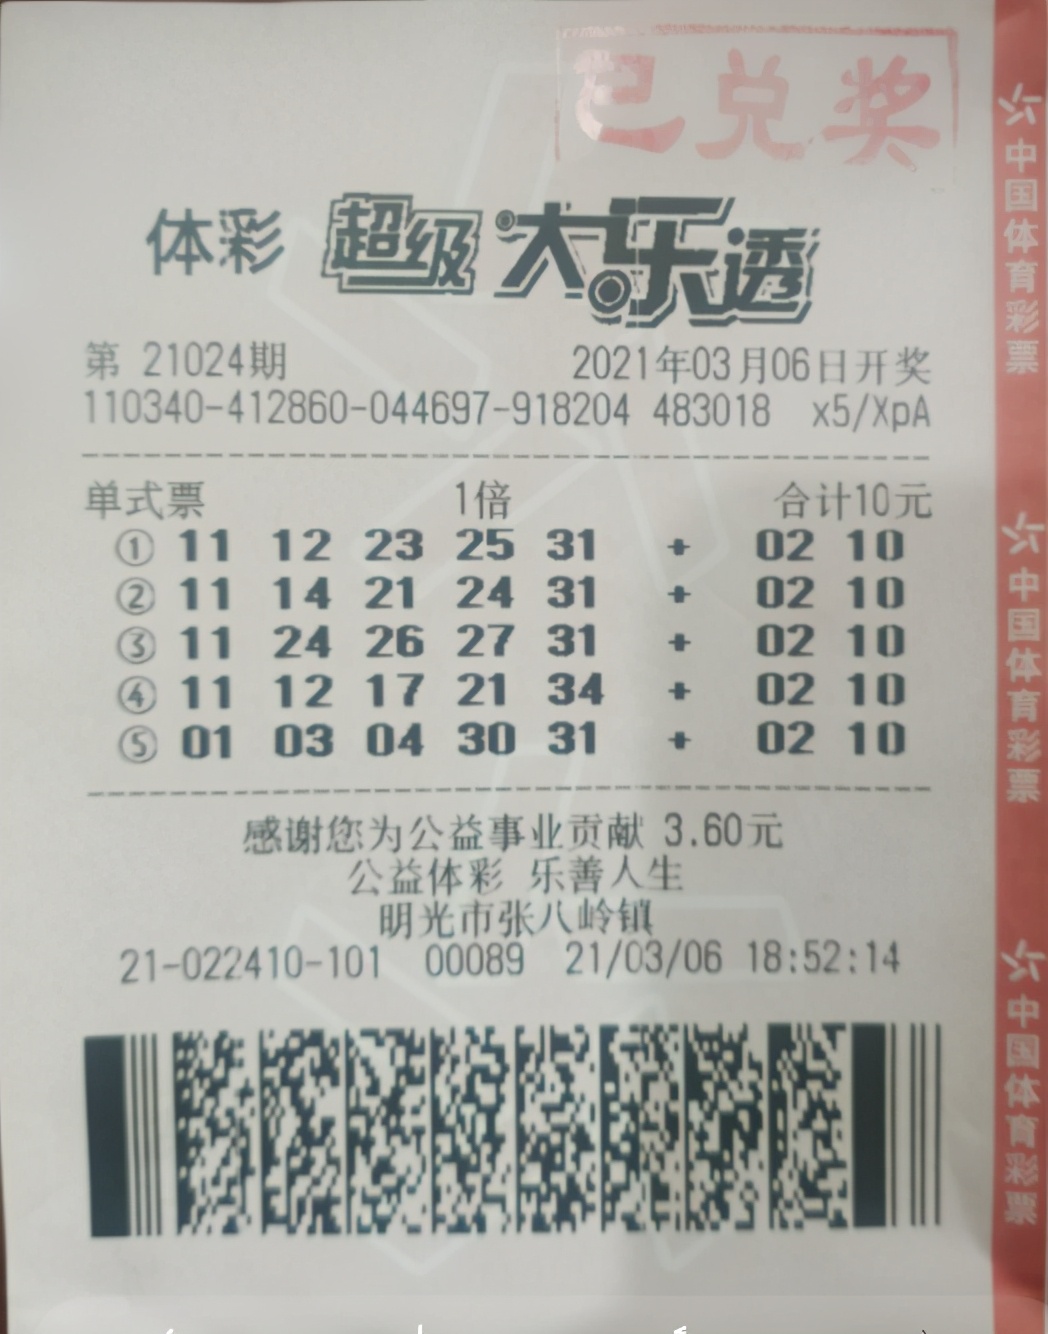 已兑奖
体彩 超级大乐透
第 21024期 2021年03月06日开奖
110340-412860-044697-918204 483018 x5/XpA
单式票 1倍 合计10元
① 11 12 23 25 31 + 02 10
② 11 14 21 24 31 + 02 10
③ 11 24 26 27 31 + 02 10
④ 11 12 17 21 34 + 02 10
⑤ 01 03 04 30 31 + 02 10
感谢您为公益事业贡献 3.60元
公益体彩 乐善人生
明光市张八岭镇
21-022410-101 00089 21/03/06 18:52:14
中国体育彩票
中国体育彩票
中国体育彩票